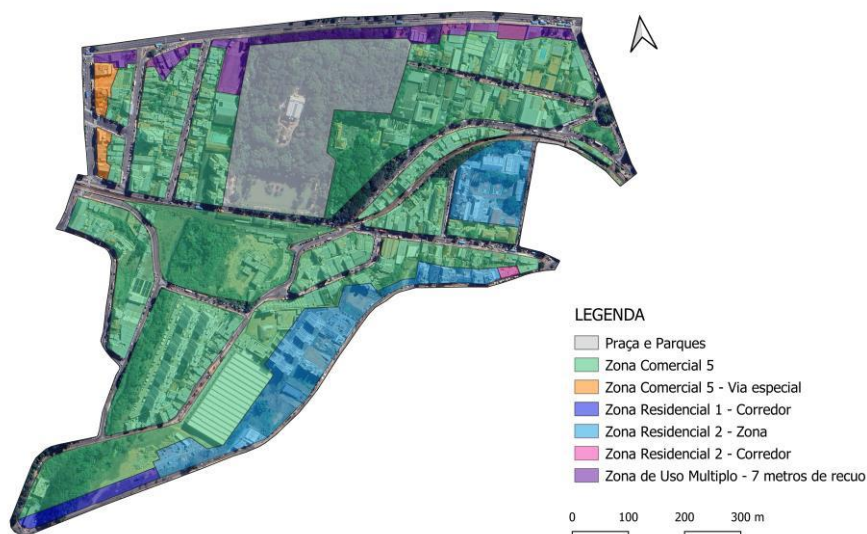 LEGENDA
Praça e Parques
Zona Comercial 5
Zona Comercial 5 - Via especial
Zona Residencial 1 - Corredor
Zona Residencial 2 - Zona
Zona Residencial 2 - Corredor
Zona de Uso Multiplo - 7 metros de recuo
0 100 200 300 m